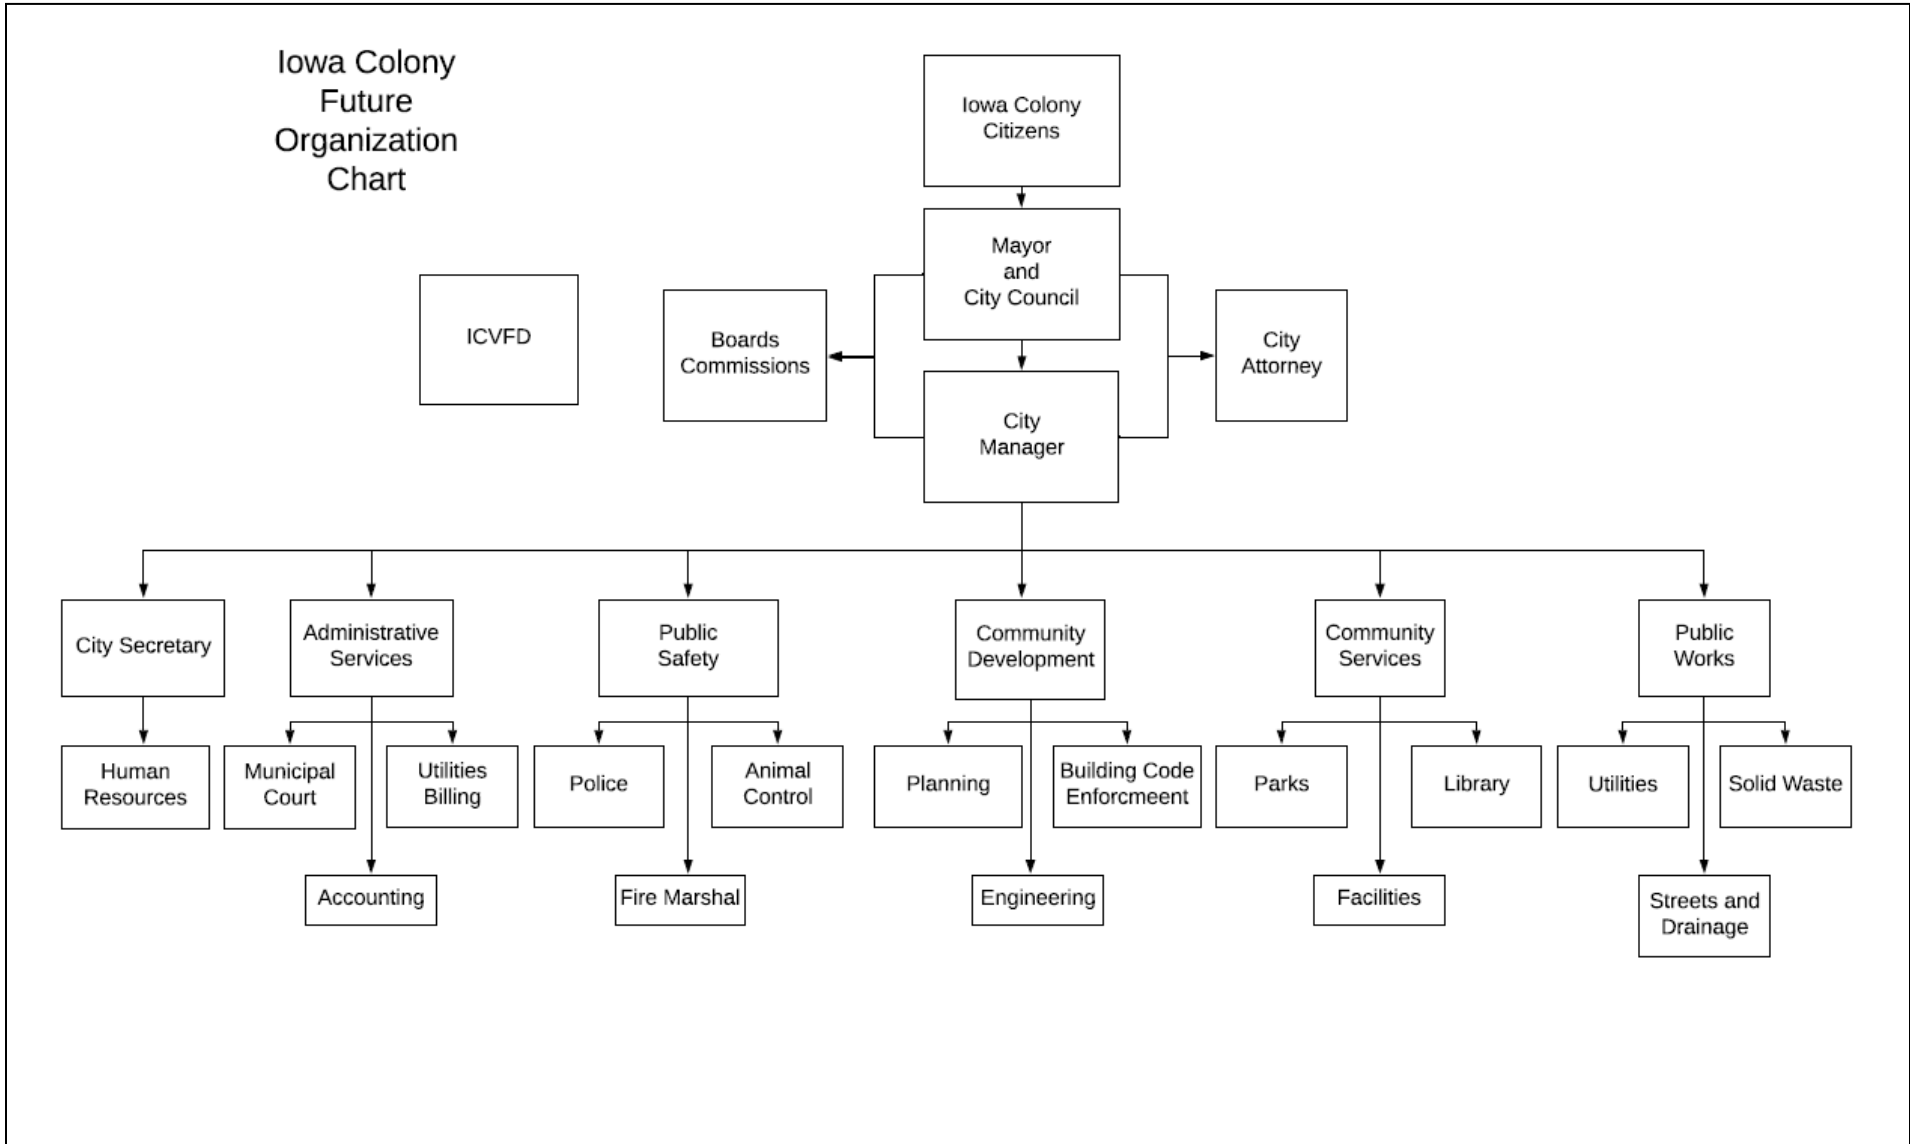 Iowa Colony
Future
Organization
Chart
Iowa Colony
Citizens
Mayor
and
City Council
ICVFD
Boards
Commissions
City
Attorney
City
Manager
City Secretary
Administrative
Services
Public
Safety
Community
Development
Community
Services
Public
Works
Human
Resources
Municipal
Court
Utilities
Billing
Police
Animal
Control
Planning
Building Code
Enforcmeent
Parks
Library
Utilities
Solid Waste
Accounting
Fire Marshal
Engineering
Facilities
Streets and
Drainage